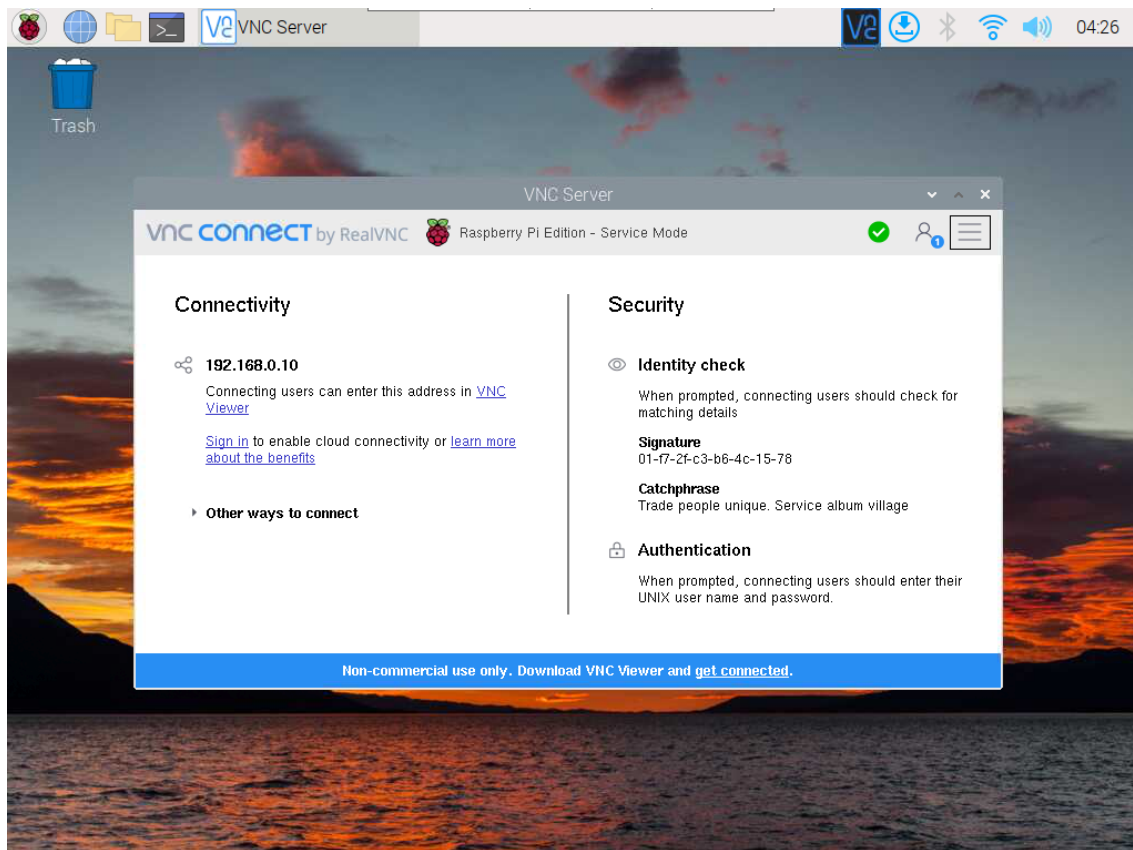 VNC Server
04:26
Trash
VNC Server
VNC CONNECT by RealVNC Raspberry Pi Edition - Service Mode
1
Connectivity
192.168.0.10
Connecting users can enter this address in VNC
Viewer
Sign in to enable cloud connectivity or learn more
about the benefits
Other ways to connect
Security
Identity check
When prompted, connecting users should check for
matching details
Signature
01-f7-2f-c3-b6-4c-15-78
Catchphrase
Trade people unique. Service album village
Authentication
When prompted, connecting users should enter their
UNIX user name and password.
Non-commercial use only. Download VNC Viewer and get connected.